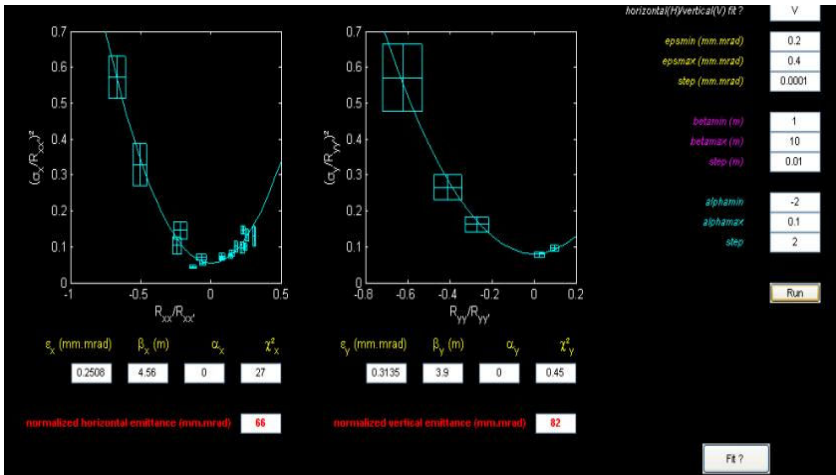 horizontal(H)/vertical(V) fit ? V
epsmin (mm.mrad) 0.2
epsmax (mm.mrad) 0.4
step (mm.mrad) 0.0001
betamin (m) 1
betamax (m) 10
step (m) 0.01
alphamin -2
alphamax 0.1
step 2
Run
0.7
0.6
0.5
0.4
0.3
0.2
0.1
0
(σx/Rxx')²
-1 -0.5 0 0.5
Rxx/Rxx'
0.7
0.6
0.5
0.4
0.3
0.2
0.1
0
(σy/Ryy')²
-0.8 -0.6 -0.4 -0.2 0 0.2
Ryy/Ryy'
εx (mm.mrad) βx (m) αx χ²x
0.2508 4.56 0 27
normalized horizontal emittance (mm.mrad) 66
εy (mm.mrad) βy (m) αy χ²y
0.3135 3.9 0 0.45
normalized vertical emittance (mm.mrad) 82
Fit ?